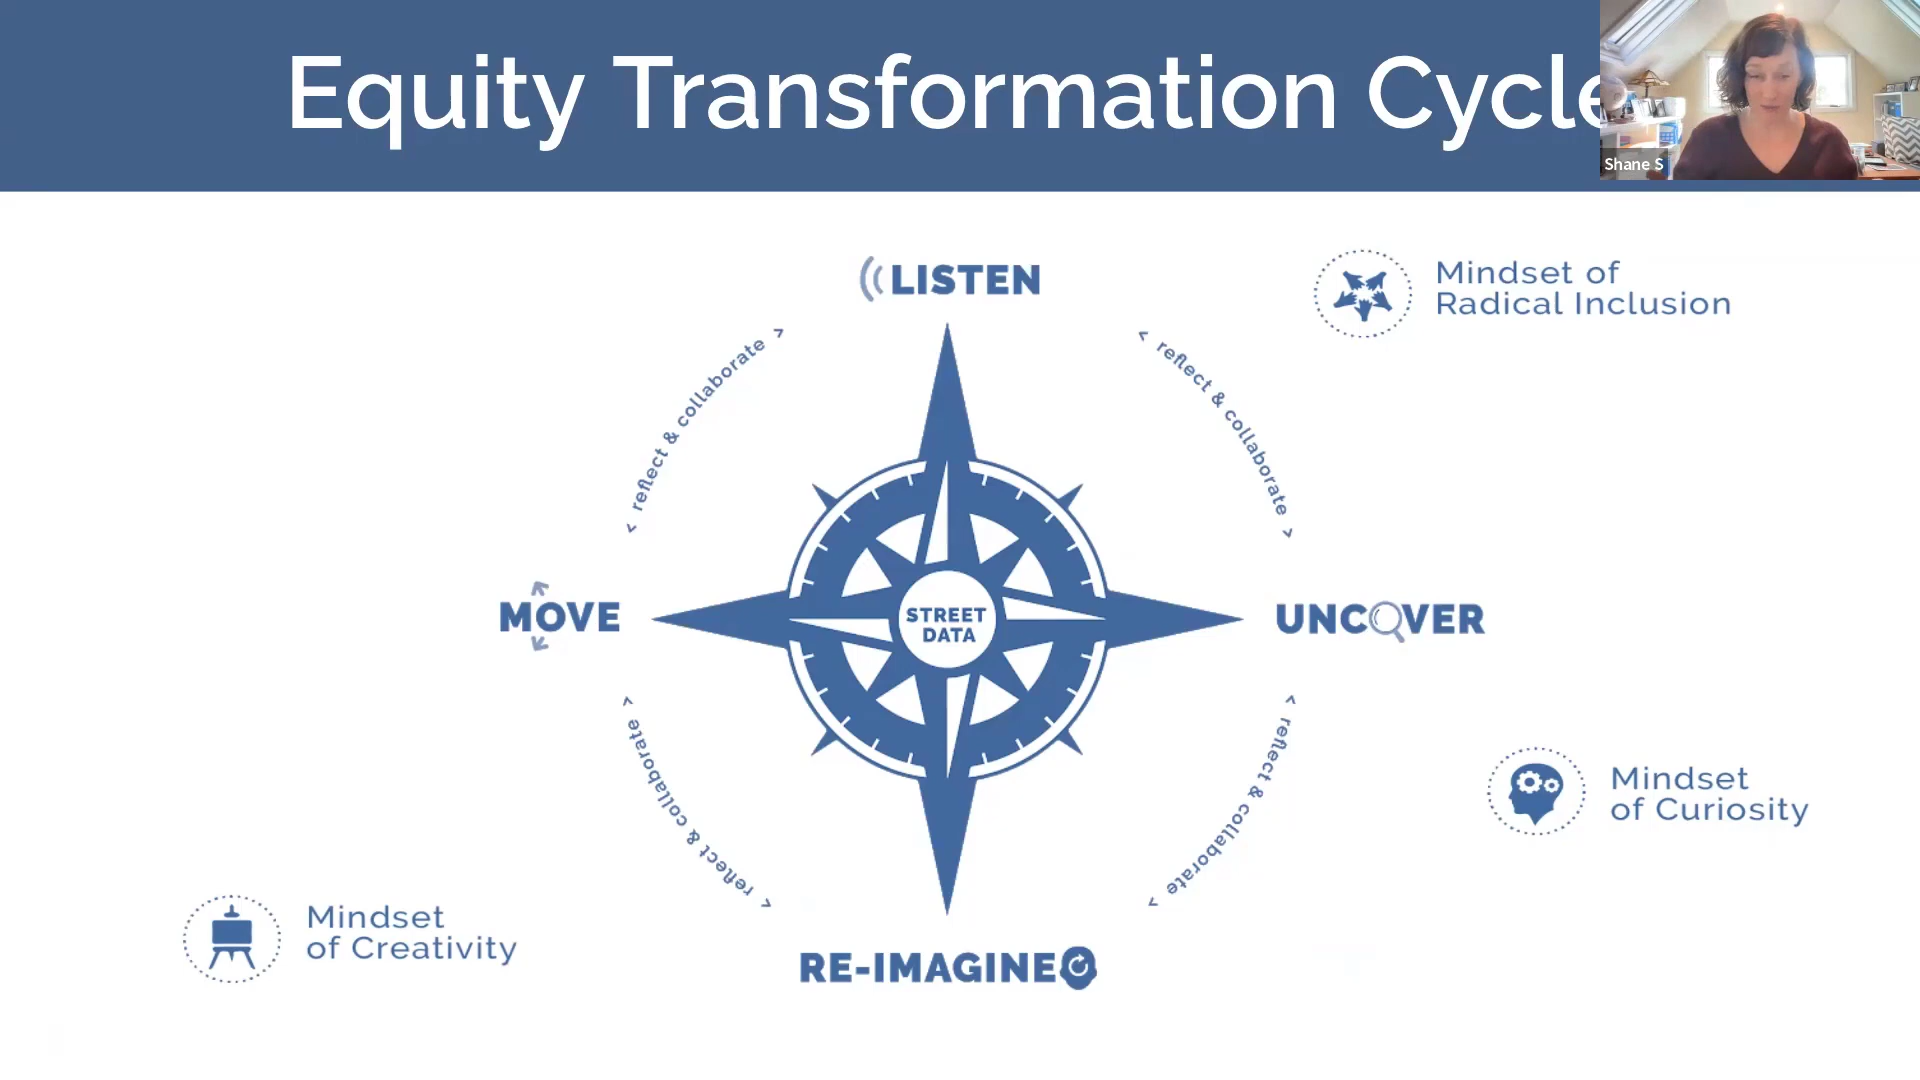 Equity Transformation Cycle
Shane S
LISTEN
Mindset of
Radical Inclusion
< reflect & collaborate >
< reflect & collaborate >
MOVE
STREET
DATA
UNCOVER
< reflect & collaborate >
< reflect & collaborate >
Mindset
of Curiosity
Mindset
of Creativity
RE-IMAGINE